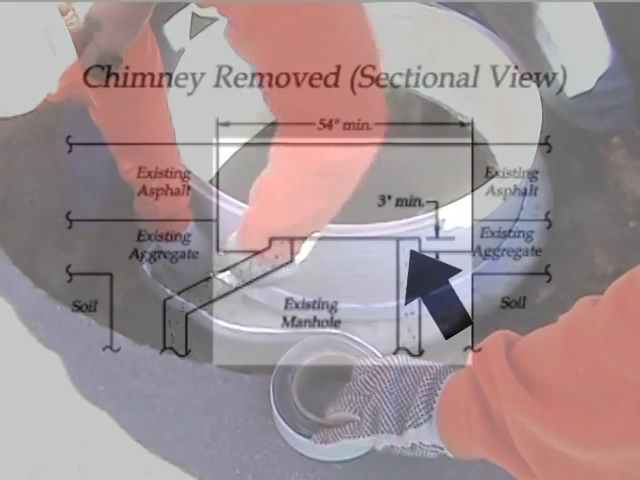 Chimney Removed (Sectional View)
54" min.
Existing
Asphalt
Existing
Asphalt
3" min.
Existing
Aggregate
Existing
Aggregate
Soil
Existing
Manhole
Soil